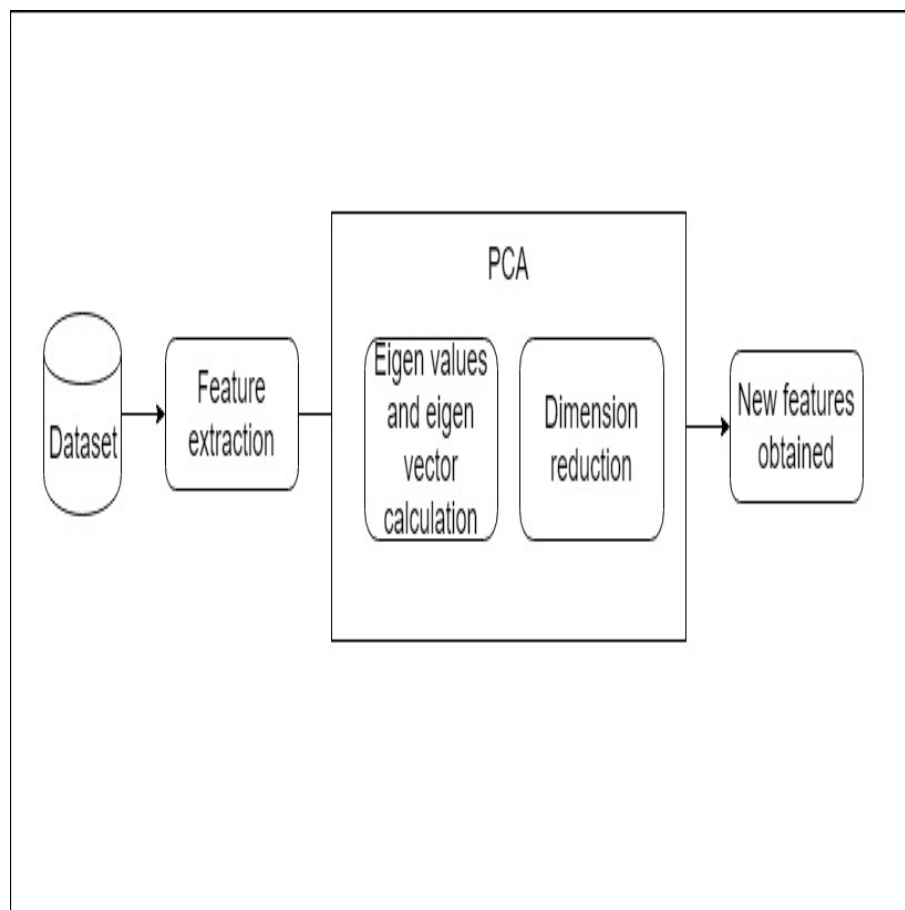 PCA
Dataset
Feature
extraction
Eigen values
and eigen
vector
calculation
Dimension
reduction
New features
obtained